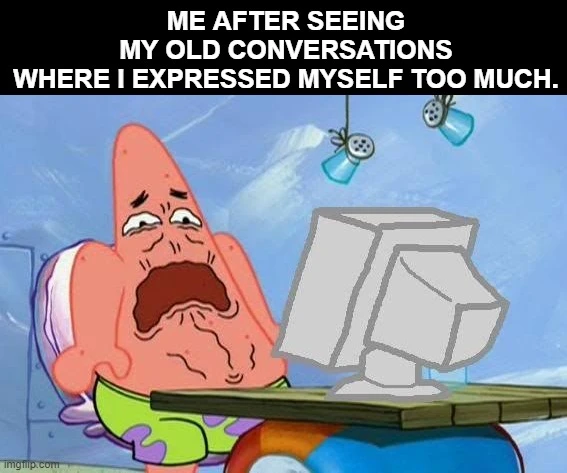 ME AFTER SEEING
MY OLD CONVERSATIONS
WHERE I EXPRESSED MYSELF TOO MUCH.
imgflip.com